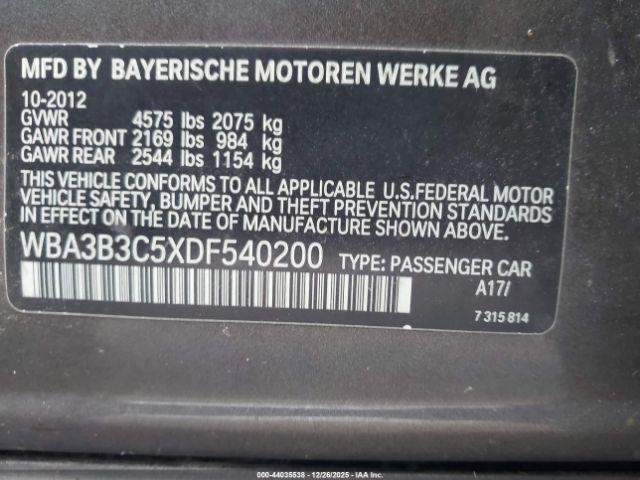 MFD BY BAYERISCHE MOTOREN WERKE AG
10-2012
GVWR 4575 lbs 2075 kg
GAWR FRONT 2169 lbs 984 kg
GAWR REAR 2544 lbs 1154 kg
THIS VEHICLE CONFORMS TO ALL APPLICABLE U.S.FEDERAL MOTOR
VEHICLE SAFETY, BUMPER AND THEFT PREVENTION STANDARDS
IN EFFECT ON THE DATE OF MANUFACTURE SHOWN ABOVE.
WBA3B3C5XDF540200 TYPE: PASSENGER CAR
A17/
7 315 814
000-44035538 - 12/26/2025 - IAAI, INC.